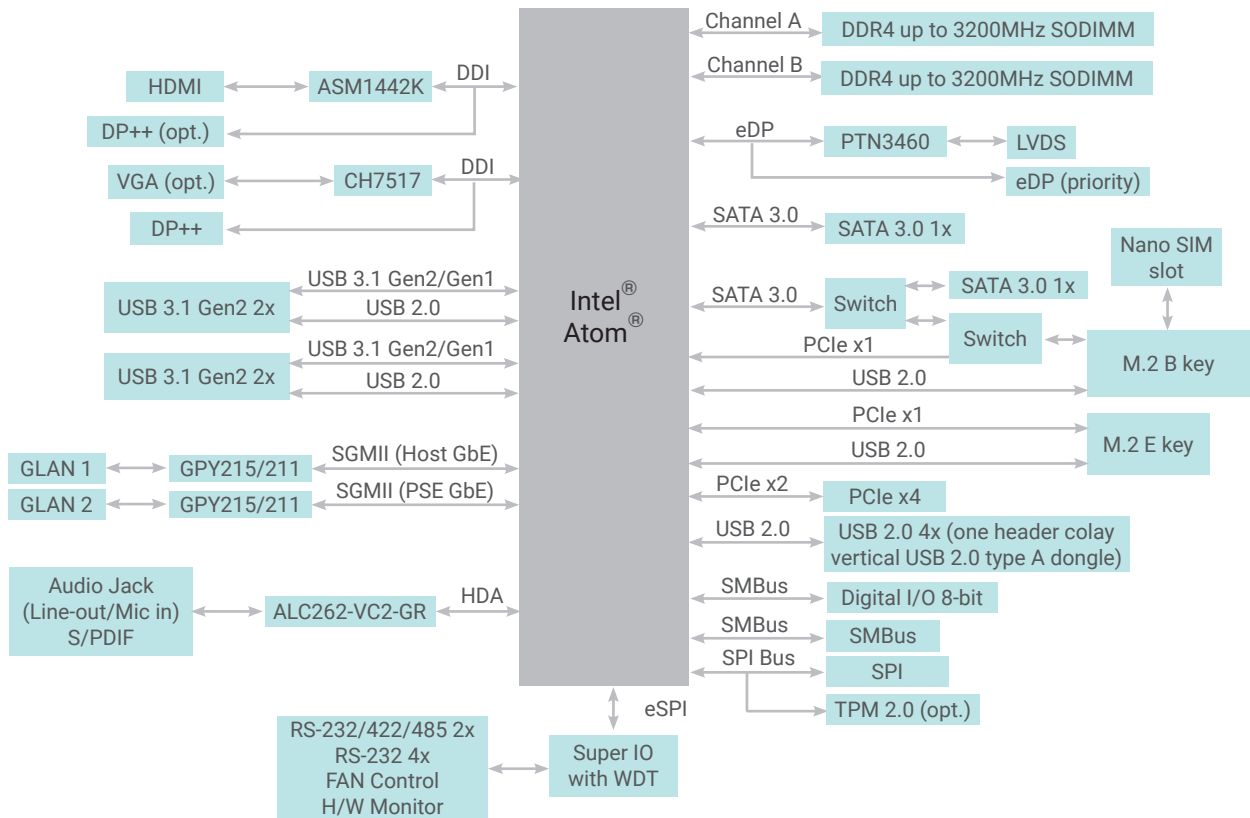 Channel A
DDR4 up to 3200MHz SODIMM
Channel B
DDR4 up to 3200MHz SODIMM
HDMI
ASM1442K
DDI
DP++ (opt.)
VGA (opt.)
CH7517
DDI
DP++
eDP
PTN3460
LVDS
eDP (priority)
SATA 3.0
SATA 3.0 1x
Nano SIM
slot
USB 3.1 Gen2 2x
USB 3.1 Gen2/Gen1
USB 2.0
USB 3.1 Gen2 2x
USB 3.1 Gen2/Gen1
USB 2.0
Intel®
Atom®
SATA 3.0
Switch
SATA 3.0 1x
Switch
PCIe x1
USB 2.0
M.2 B key
PCIe x1
USB 2.0
M.2 E key
GLAN 1
GPY215/211
SGMII (Host GbE)
GLAN 2
GPY215/211
SGMII (PSE GbE)
PCIe x2
PCIe x4
USB 2.0
USB 2.0 4x (one header colay
vertical USB 2.0 type A dongle)
Audio Jack
(Line-out/Mic in)
S/PDIF
ALC262-VC2-GR
HDA
SMBus
Digital I/O 8-bit
SMBus
SMBus
SPI Bus
SPI
TPM 2.0 (opt.)
eSPI
RS-232/422/485 2x
RS-232 4x
FAN Control
H/W Monitor
Super IO
with WDT